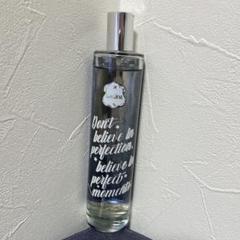 Don't
believe in
perfection,
believe in
perfect
moments